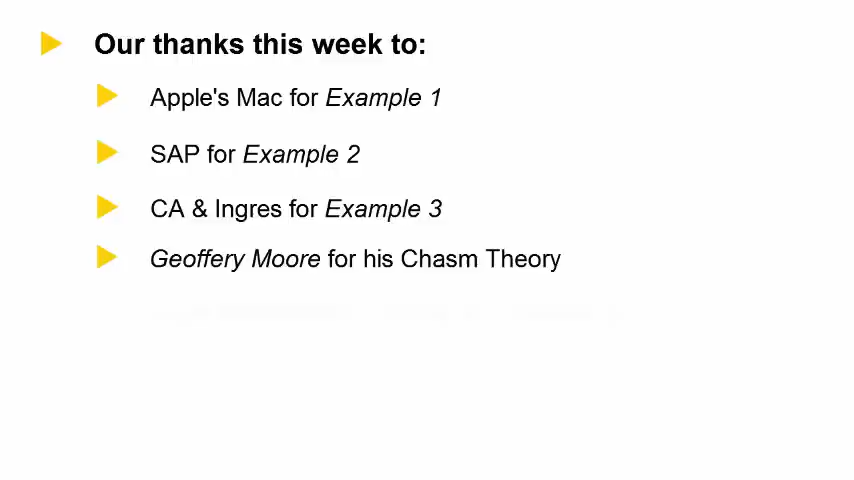 Our thanks this week to:
Apple's Mac for Example 1
SAP for Example 2
CA & Ingres for Example 3
Geoffery Moore for his Chasm Theory